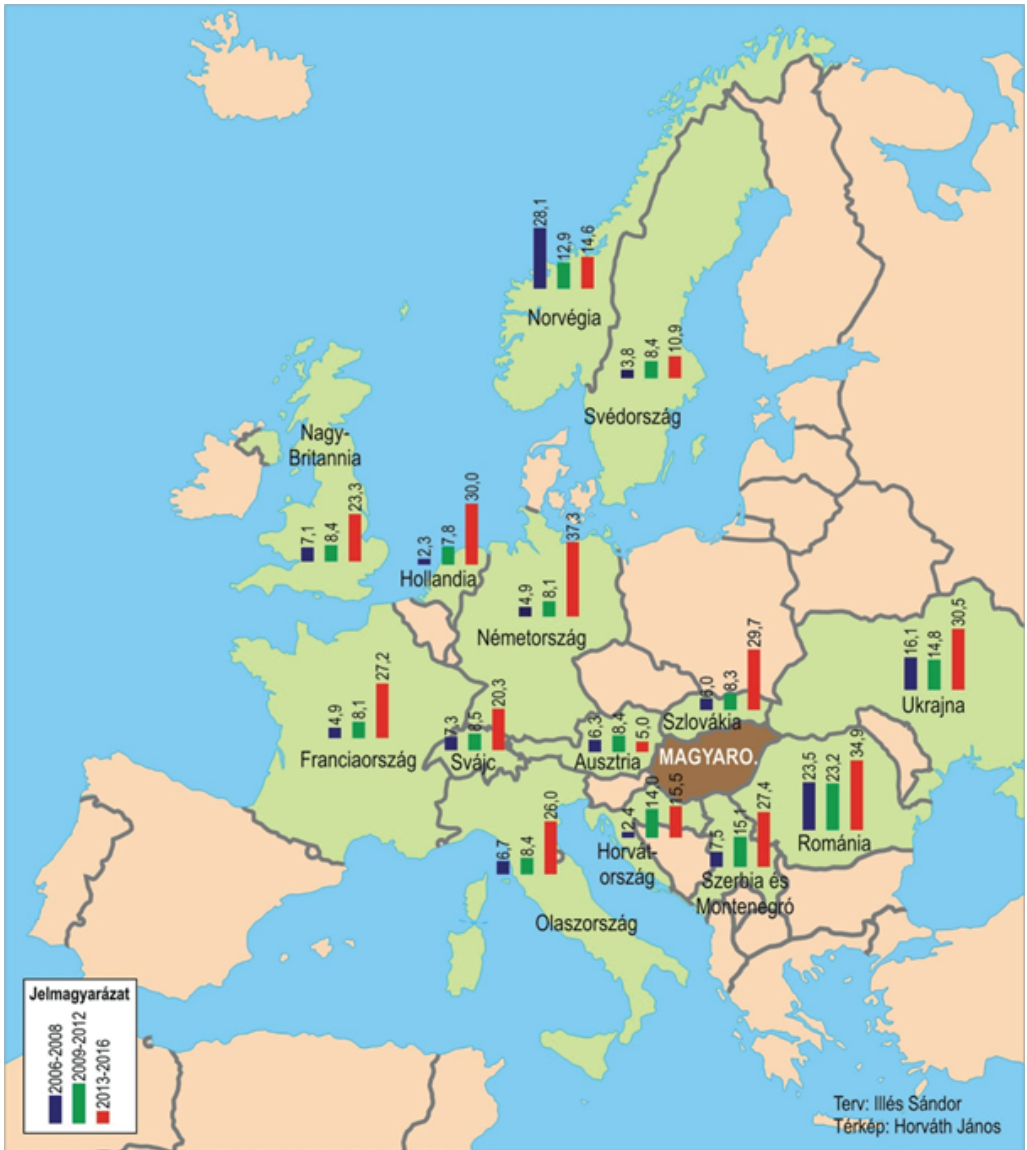 28,1
12,9
14,6
Norvégia
3,8
8,4
10,9
Svédország
Nagy-
Britannia
7,1
8,4
23,3
2,3
7,8
30,0
Hollandia
4,9
8,1
37,3
Németország
4,9
8,1
27,2
Franciaország
7,3
8,5
20,3
Svájc
6,3
8,4
5,0
Ausztria
6,0
8,3
29,7
Szlovákia
MAGYARO.
16,1
14,8
30,5
Ukrajna
23,5
23,2
34,9
Románia
6,7
8,4
26,0
Olaszország
2,4
14,0
15,5
Horvát-
ország
7,5
15,1
27,4
Szerbia és
Montenegró
Jelmagyarázat
2006-2008
2009-2012
2013-2016
Terv: Illés Sándor
Térkép: Horváth János